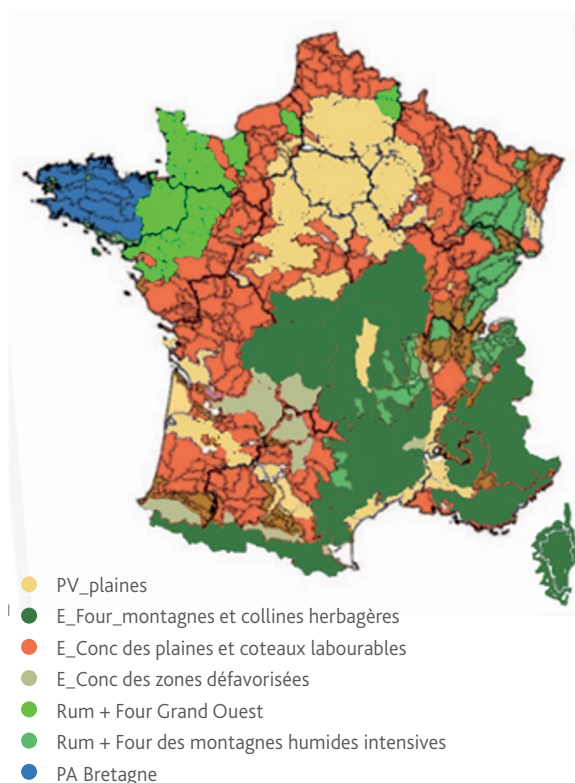 PV_plaines
E_Four_montagnes et collines herbagères
E_Conc des plaines et coteaux labourables
E_Conc des zones défavorisées
Rum + Four Grand Ouest
Rum + Four des montagnes humides intensives
PA Bretagne